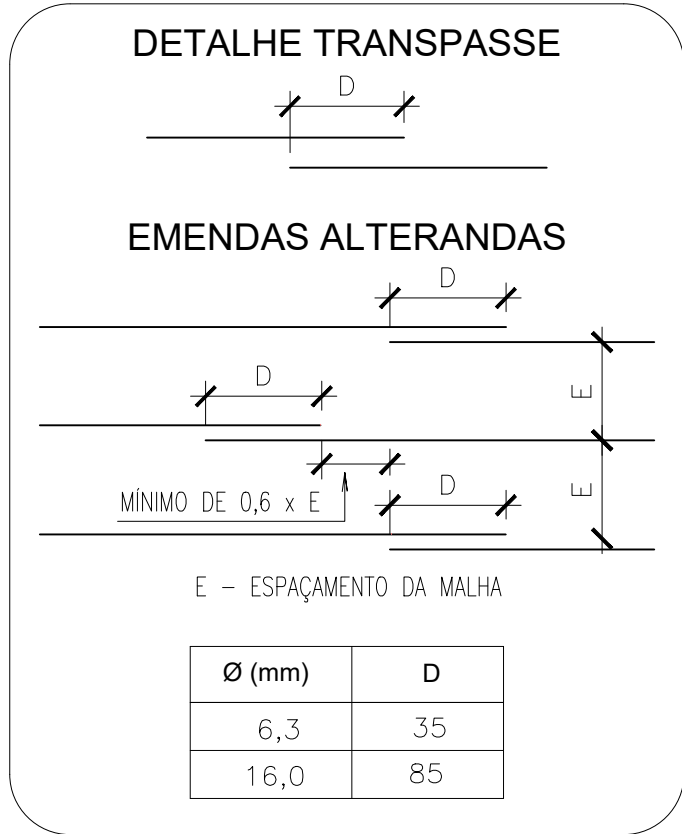 DETALHE TRANSPASSE
D
EMENDAS ALTERANDAS
D
D
E
MÍNIMO DE 0,6 x E
D
E
E – ESPAÇAMENTO DA MALHA
Ø (mm) D
6,3 35
16,0 85